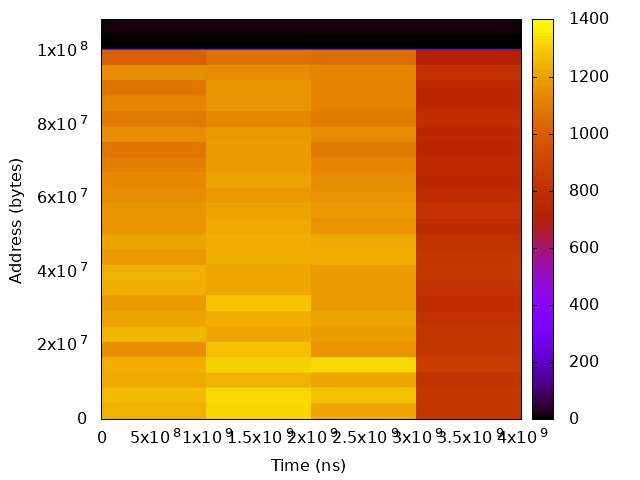 1x10^8
8x10^7
6x10^7
4x10^7
2x10^7
0
Address (bytes)
0 5x10^8 1x10^9 1.5x10^9 2x10^9 2.5x10^9 3x10^9 3.5x10^9 4x10^9
Time (ns)
1400
1200
1000
800
600
400
200
0